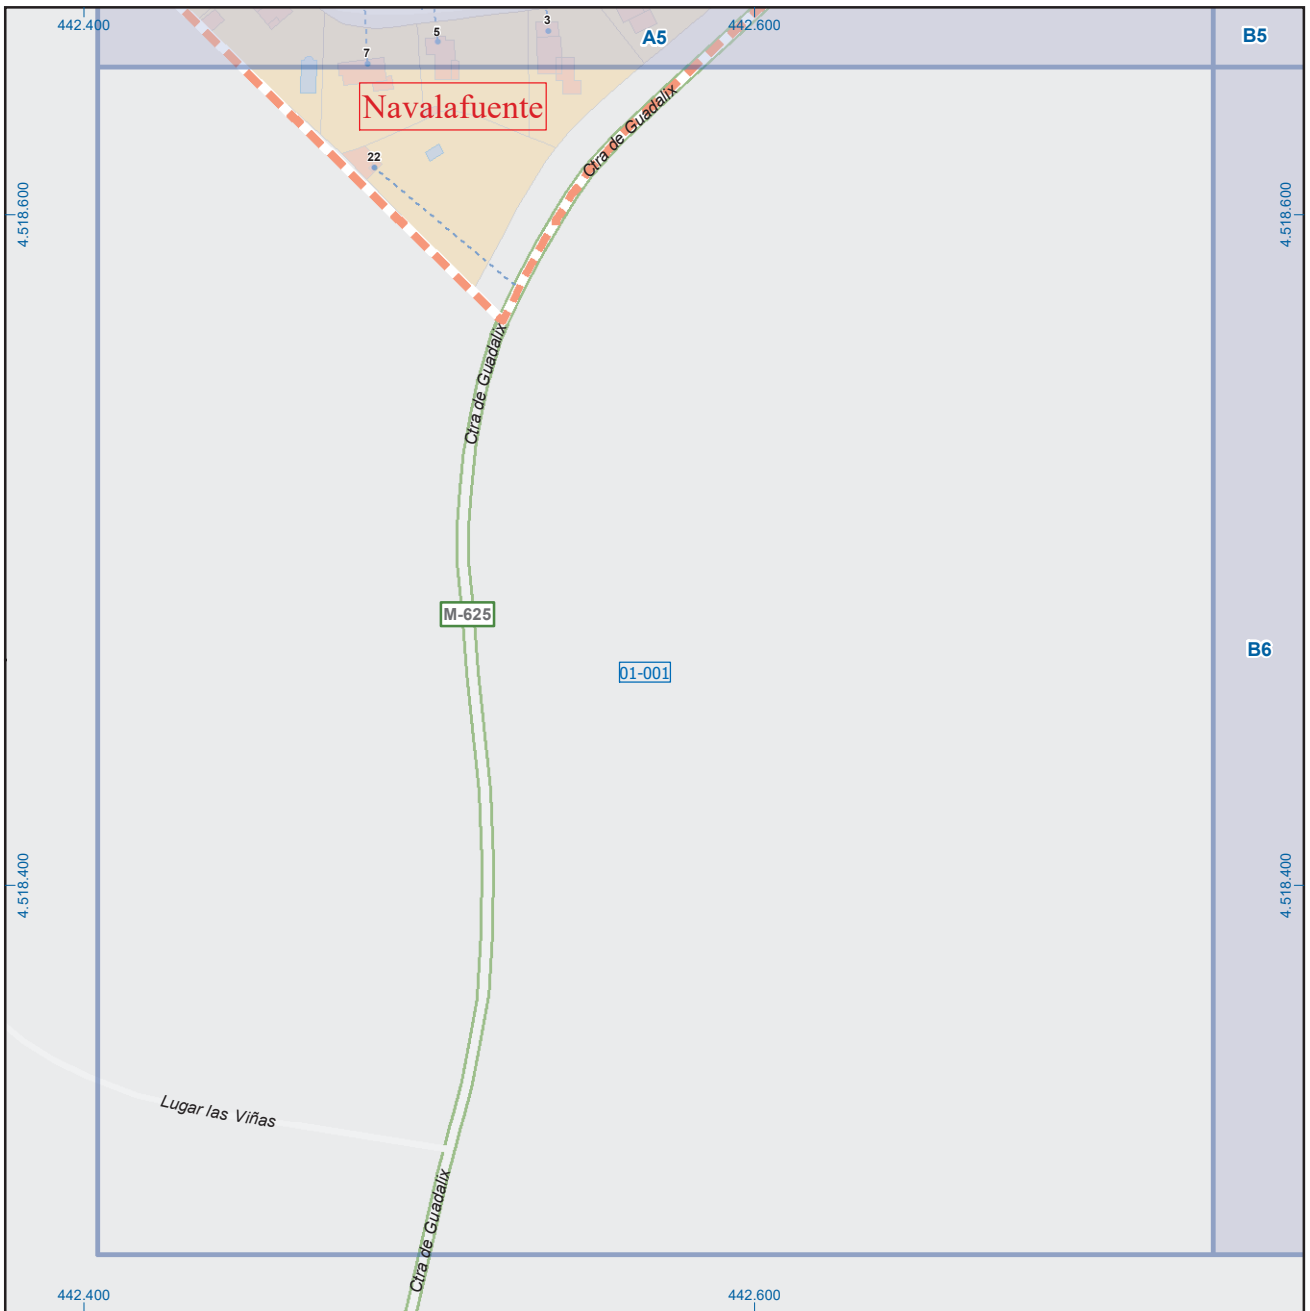 442.400
442.600
3
5
A5
B5
7
Navalafuente
Ctra de Guadalix
22
4.518.600
4.518.600
Ctra de Guadalix
M-625
B6
01-001
4.518.400
4.518.400
Lugar las Viñas
Ctra de Guadalix
442.400
442.600